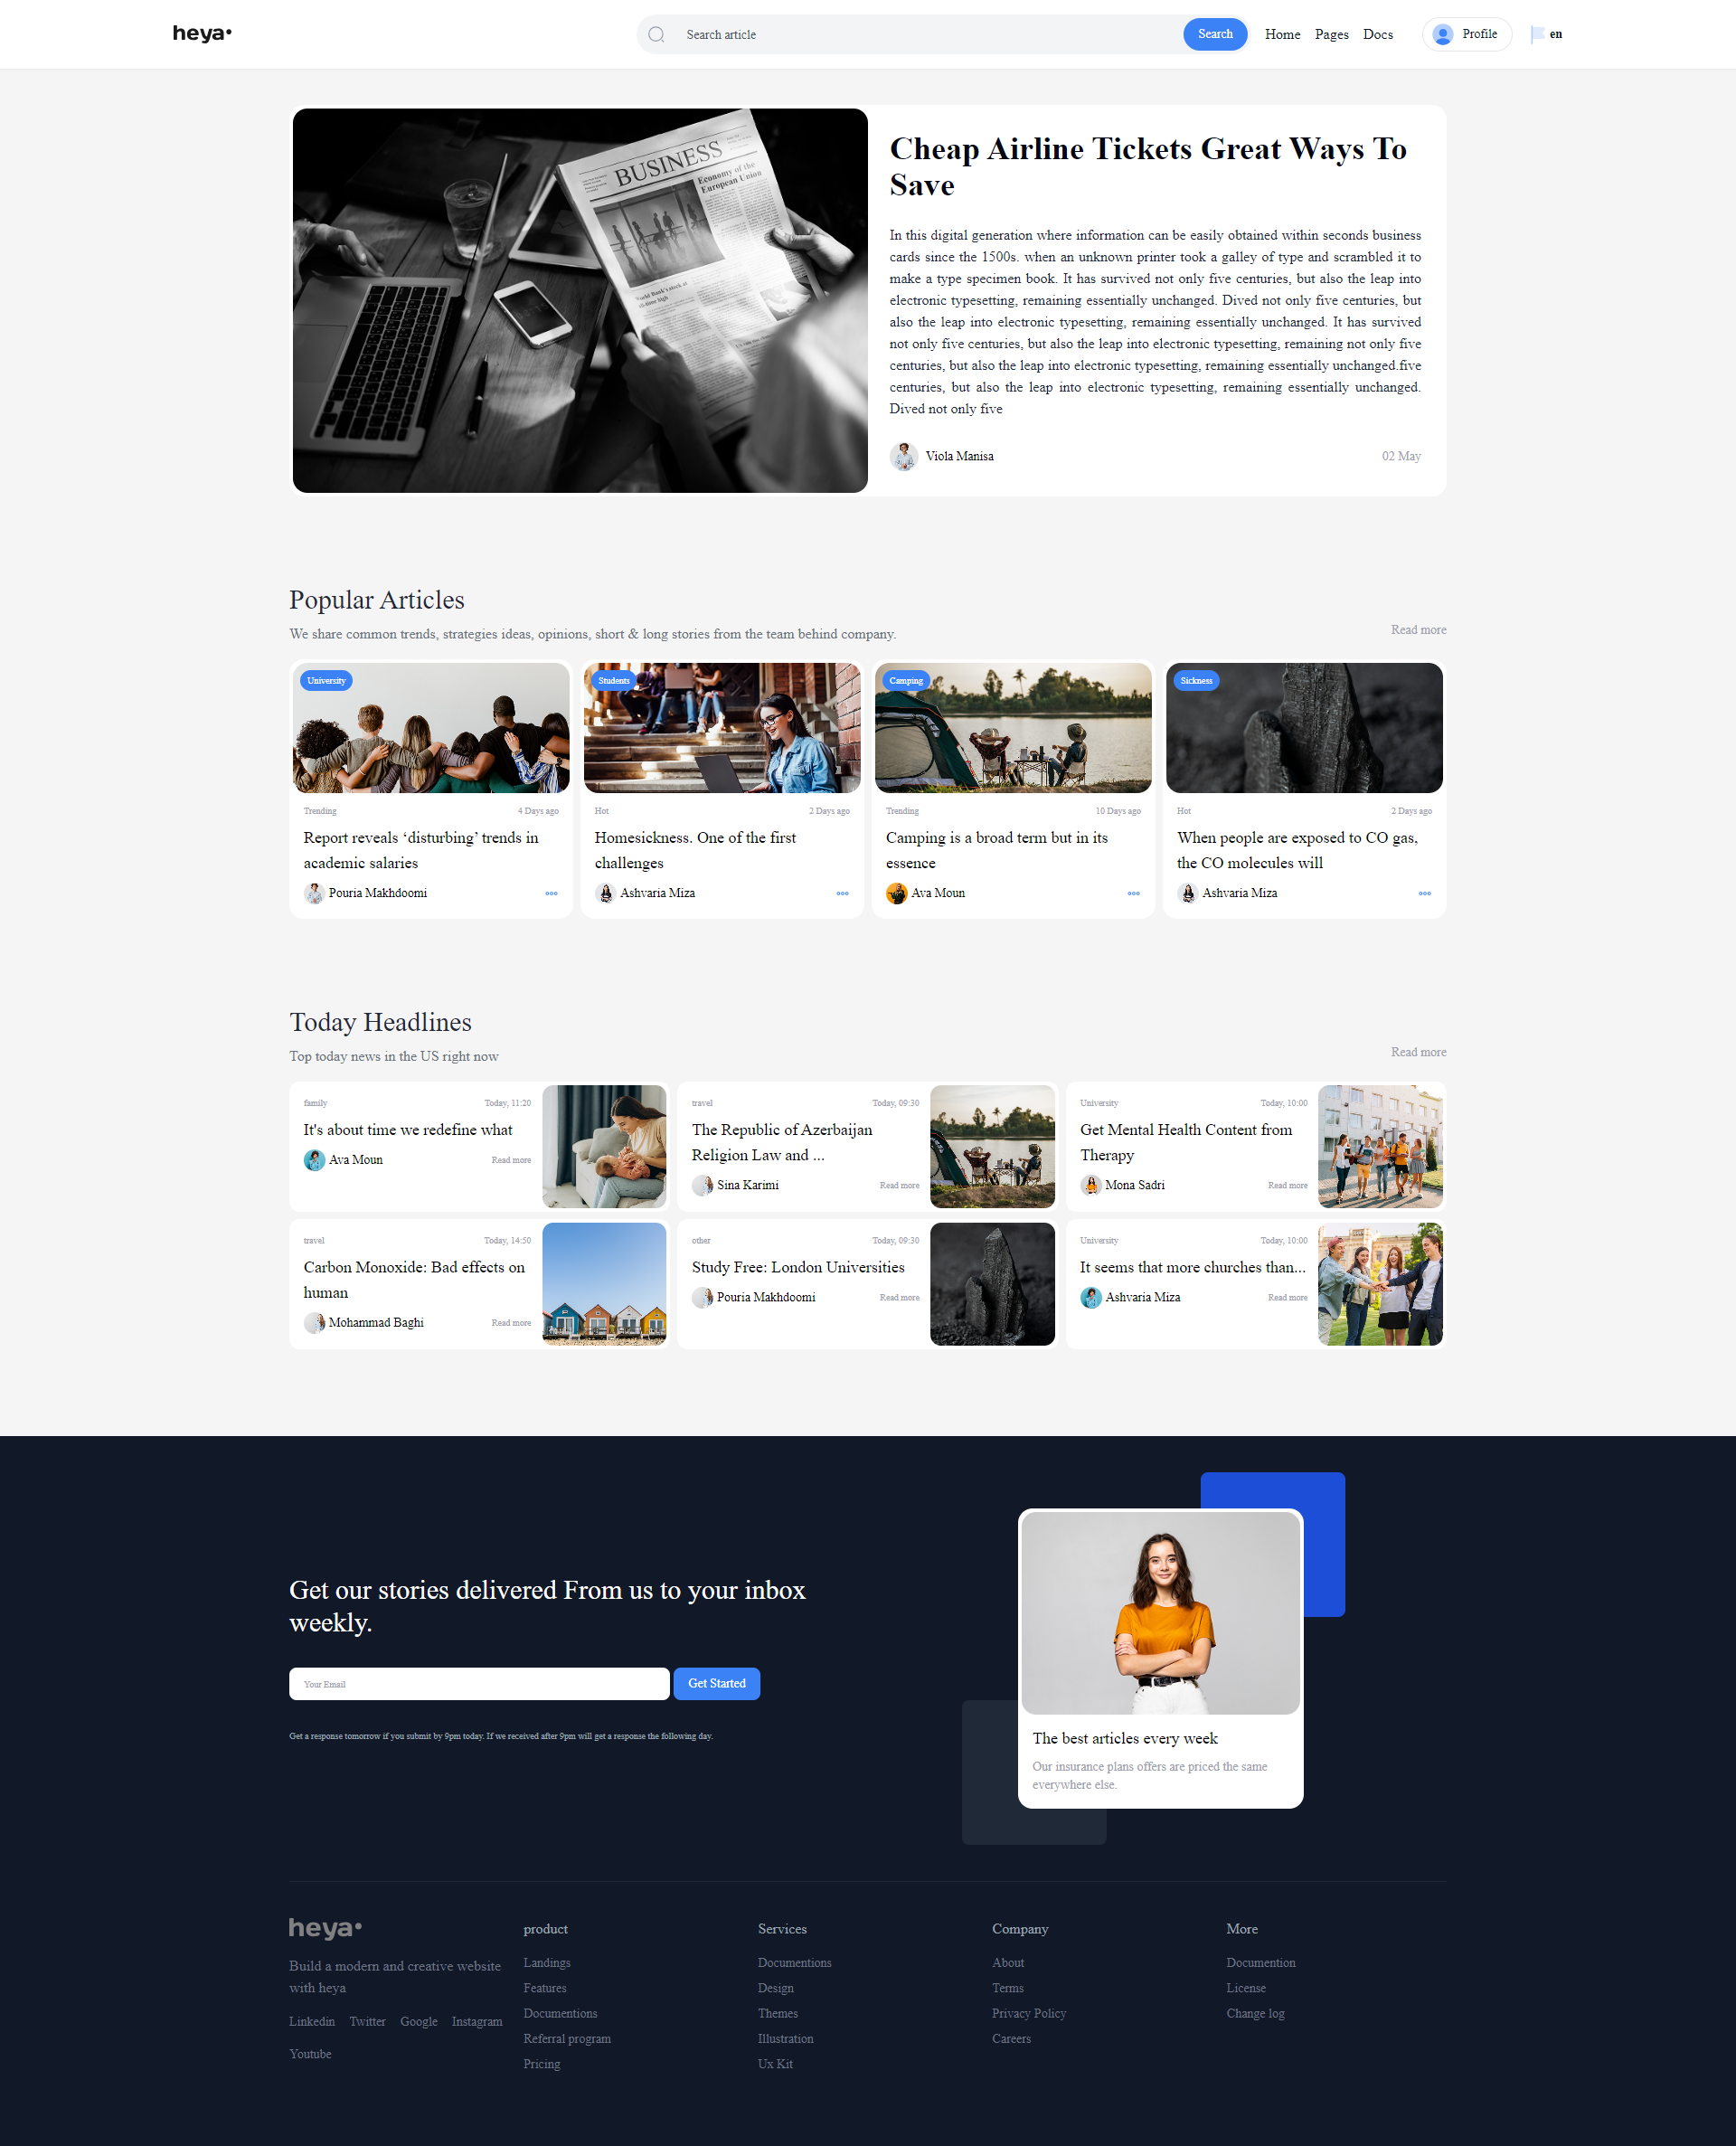 heya
Search article
Search
Home
Pages
Docs
Profile
en
BUSINESS
Economy of the
European Union
World Bank's stock at
Cheap Airline Tickets Great Ways To
Save
In this digital generation where information can be easily obtained within seconds business
cards since the 1500s. when an unknown printer took a galley of type and scrambled it to
make a type specimen book. It has survived not only five centuries, but also the leap into
electronic typesetting, remaining essentially unchanged. Dived not only five centuries, but
also the leap into electronic typesetting, remaining essentially unchanged. It has survived
not only five centuries, but also the leap into electronic typesetting, remaining not only five
centuries, but also the leap into electronic typesetting, remaining essentially unchanged.five
centuries, but also the leap into electronic typesetting, remaining essentially unchanged.
Dived not only five
Viola Manisa
02 May
Popular Articles
We share common trends, strategies ideas, opinions, short & long stories from the team behind company.
Read more
University
Trending
4 Days ago
Report reveals ‘disturbing’ trends in
academic salaries
Pouria Makhdoomi
Students
Hot
2 Days ago
Homesickness. One of the first
challenges
Ashvaria Miza
Camping
Trending
10 Days ago
Camping is a broad term but in its
essence
Ava Moun
Sickness
Hot
2 Days ago
When people are exposed to CO gas,
the CO molecules will
Ashvaria Miza
Today Headlines
Top today news in the US right now
Read more
family
Today, 11:20
It's about time we redefine what
Ava Moun
Read more
travel
Today, 09:30
The Republic of Azerbaijan
Religion Law and ...
Sina Karimi
Read more
University
Today, 10:00
Get Mental Health Content from
Therapy
Mona Sadri
Read more
travel
Today, 14:50
Carbon Monoxide: Bad effects on
human
Mohammad Baghi
Read more
other
Today, 09:30
Study Free: London Universities
Pouria Makhdoomi
Read more
University
Today, 10:00
It seems that more churches than...
Ashvaria Miza
Read more
Get our stories delivered From us to your inbox
weekly.
Your Email
Get Started
Get a response tomorrow if you submit by 9pm today. If we received after 9pm will get a response the following day.
The best articles every week
Our insurance plans offers are priced the same
everywhere else.
heya
Build a modern and creative website
with heya
Linkedin
Twitter
Google
Instagram
Youtube
product
Landings
Features
Documentions
Referral program
Pricing
Services
Documentions
Design
Themes
Illustration
Ux Kit
Company
About
Terms
Privacy Policy
Careers
More
Documention
License
Change log